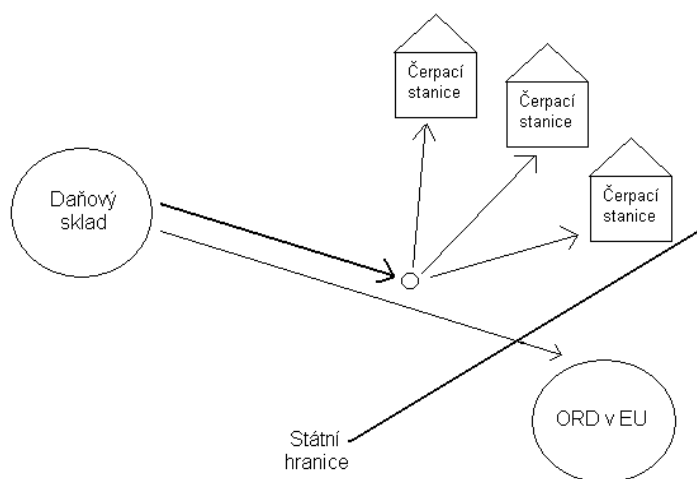 Čerpací
stanice
Čerpací
stanice
Čerpací
stanice
Daňový
sklad
ORD v EU
Státní
hranice